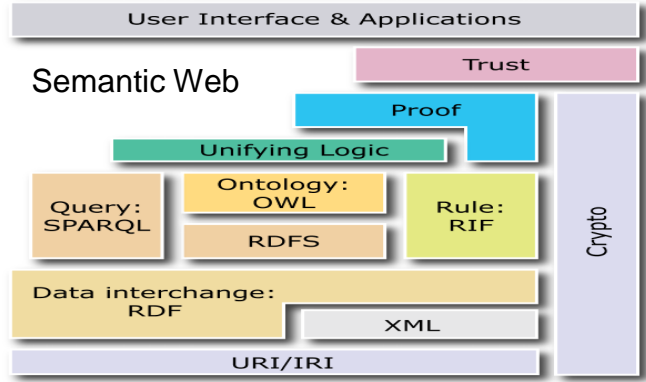 User Interface & Applications
Trust
Semantic Web
Proof
Unifying Logic
Ontology:
OWL
Query:
SPARQL
Rule:
RIF
RDFS
Crypto
Data interchange:
RDF
XML
URI/IRI